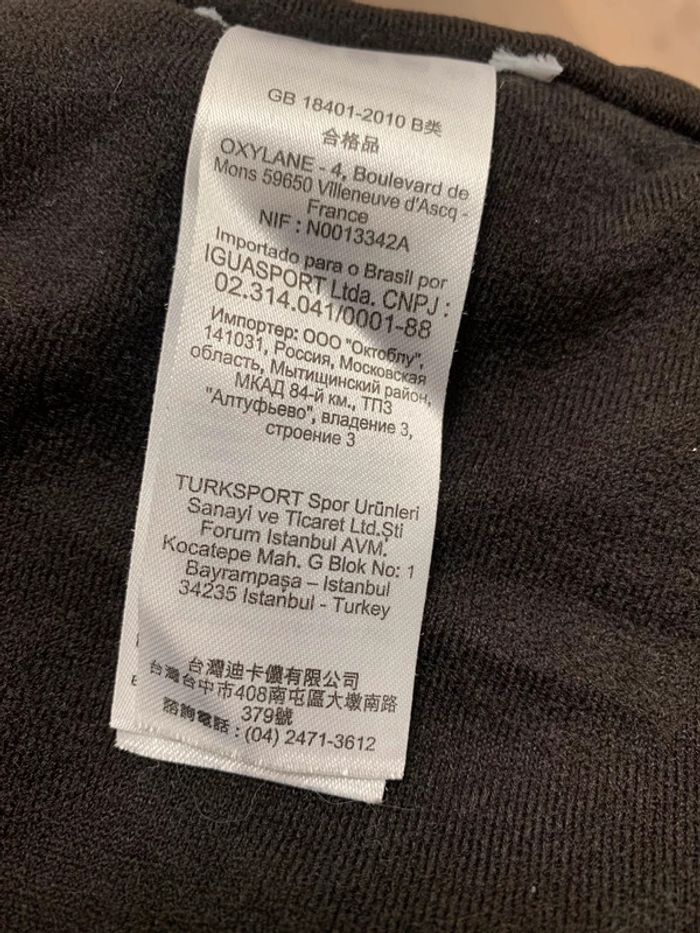 GB 18401-2010 B类
合格品
OXYLANE - 4, Boulevard de
Mons 59650 Villeneuve d'Ascq -
France
NIF : N0013342A
Importado para o Brasil por
IGUASPORT Ltda. CNPJ :
02.314.041/0001-88
Импортер: ООО "Октоблу",
141031, Россия, Московская
область, Мытищинский район,
МКАД 84-й км., ТПЗ
"Алтуфьево", владение 3,
строение 3
TURKSPORT Spor Urünleri
Sanayi ve Ticaret Ltd.Şti
Forum Istanbul AVM.
Kocatepe Mah. G Blok No: 1
Bayrampaşa – Istanbul
34235 Istanbul - Turkey
台灣迪卡儂有限公司
台灣台中市408南屯區大墩南路
379號
諮詢電話 : (04) 2471-3612